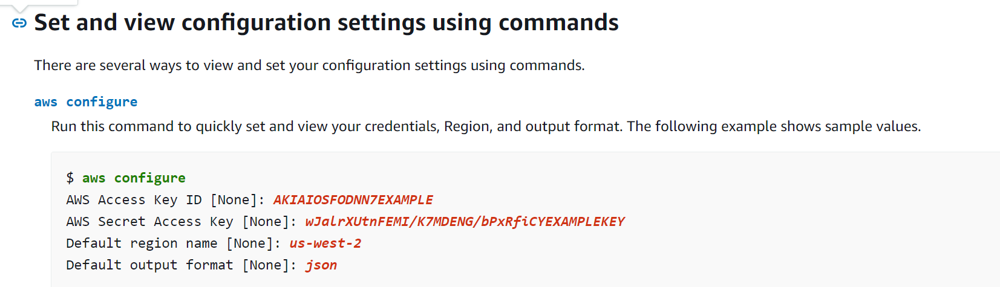 Set and view configuration settings using commands
There are several ways to view and set your configuration settings using commands.
aws configure
Run this command to quickly set and view your credentials, Region, and output format. The following example shows sample values.
$ aws configure
AWS Access Key ID [None]: AKIAIOSFODNN7EXAMPLE
AWS Secret Access Key [None]: wJalrXUtnFEMI/K7MDENG/bPxRfiCYEXAMPLEKEY
Default region name [None]: us-west-2
Default output format [None]: json